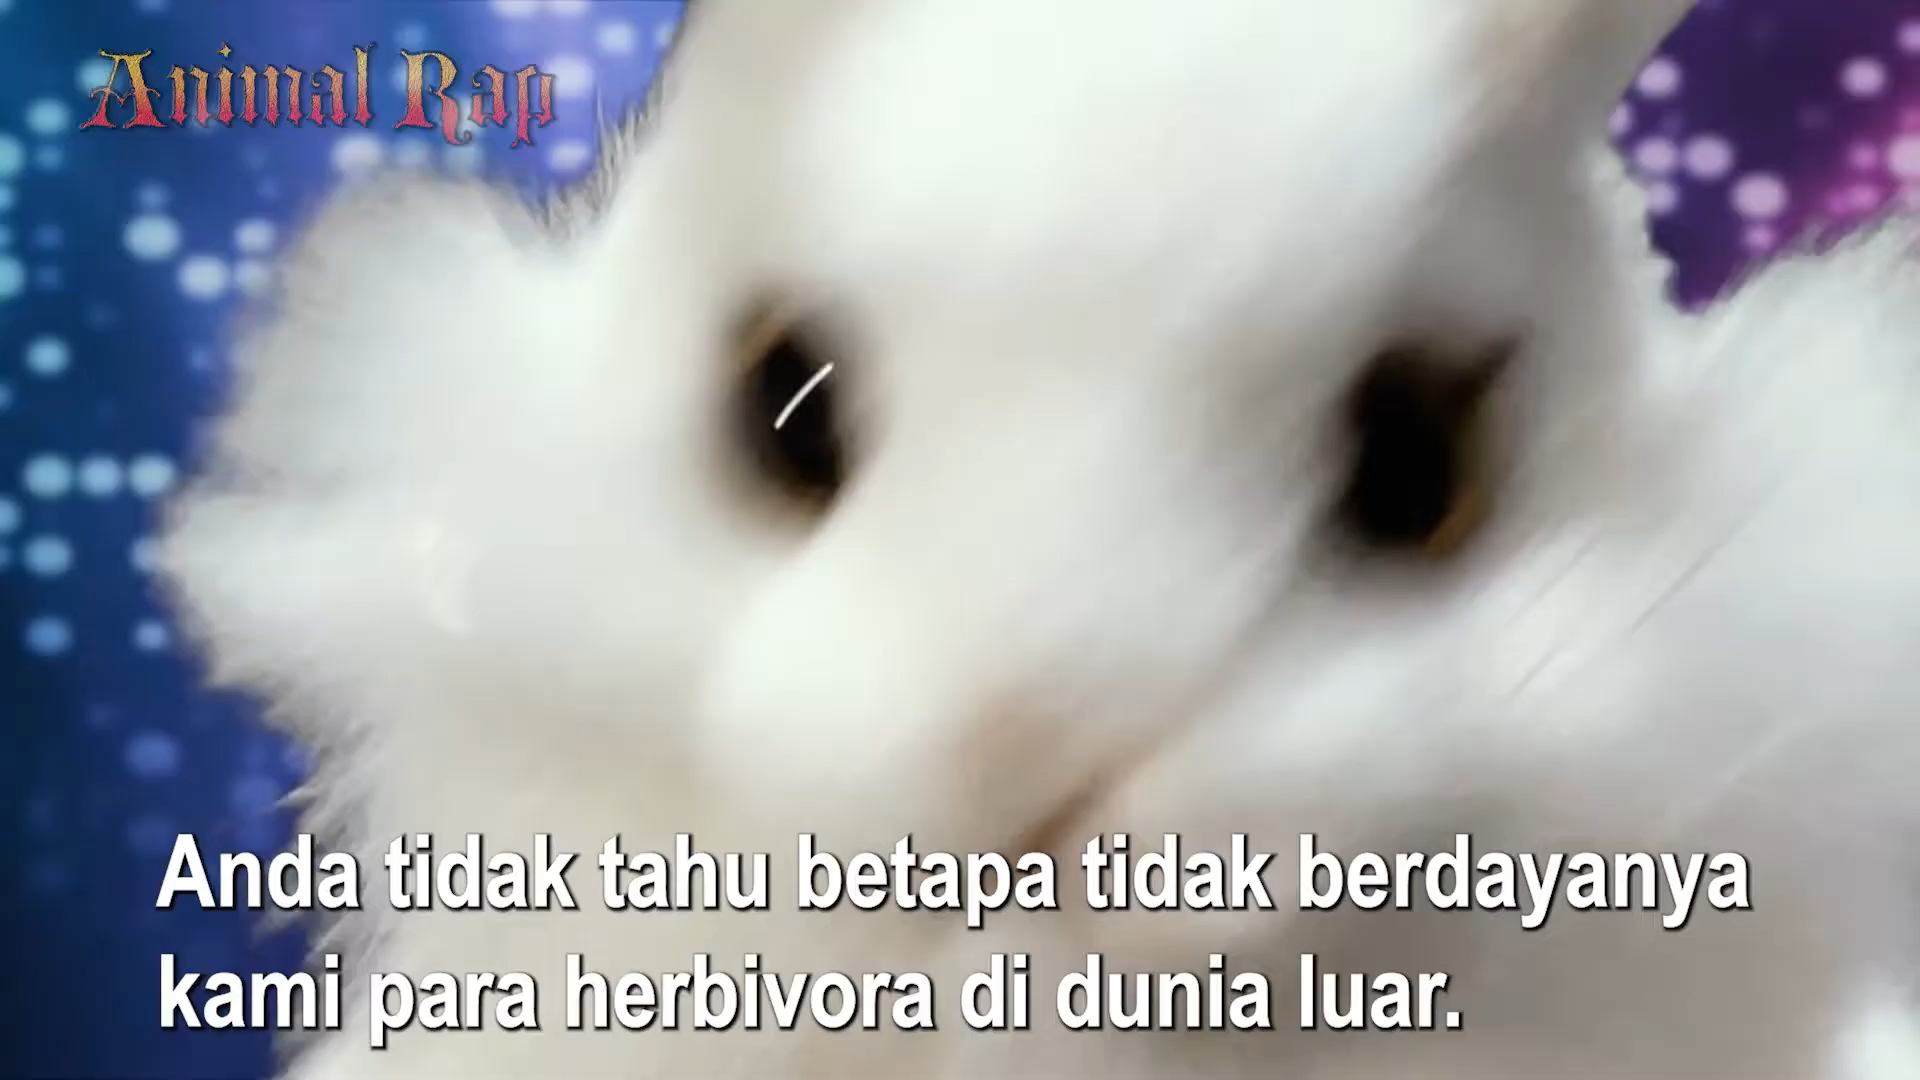 Animal Rap
Anda tidak tahu betapa tidak berdayanya
kami para herbivora di dunia luar.